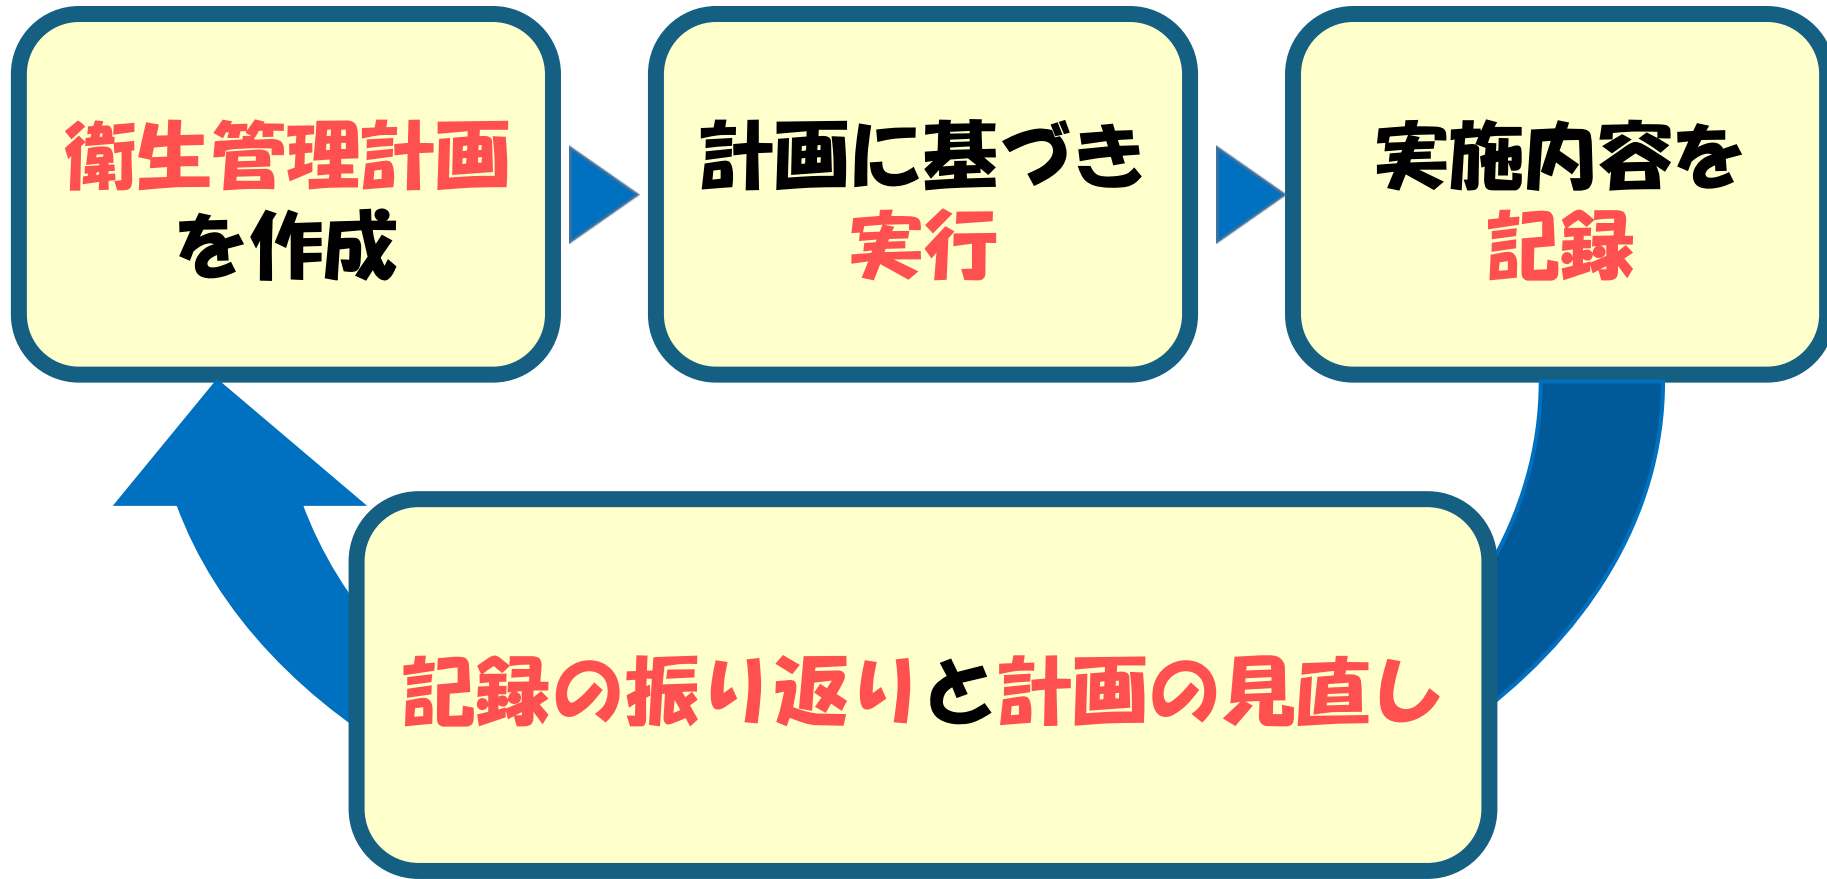 衛生管理計画
を作成
計画に基づき
実行
実施内容を
記録
記録の振り返りと計画の見直し